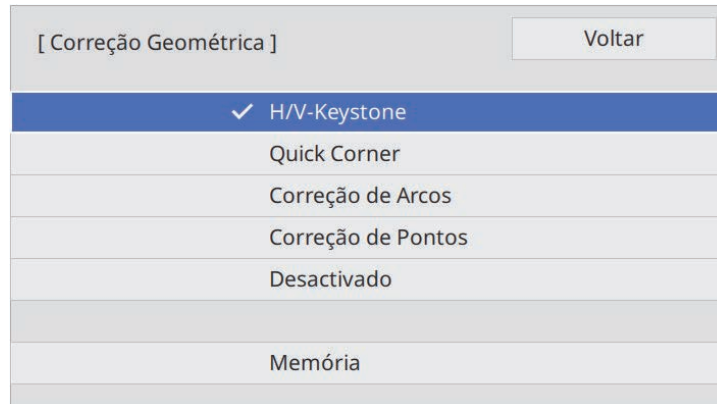 [ Correção Geométrica ]
Voltar
H/V-Keystone
Quick Corner
Correção de Arcos
Correção de Pontos
Desactivado
Memória